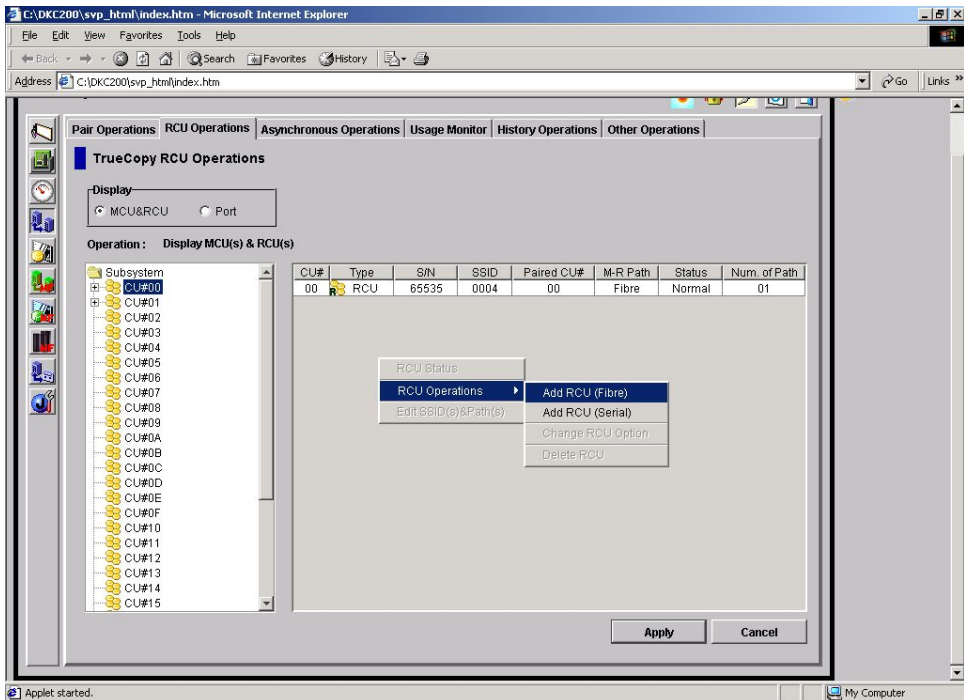 C:\DKC200\svp_html\index.htm - Microsoft Internet Explorer
File Edit View Favorites Tools Help
Back Search Favorites History
Address C:\DKC200\svp_html\index.htm Go Links »
Pair Operations RCU Operations Asynchronous Operations Usage Monitor History Operations Other Operations
TrueCopy RCU Operations
Display
MCU&RCU Port
Operation : Display MCU(s) & RCU(s)
Subsystem
CU#00
CU#01
CU#02
CU#03
CU#04
CU#05
CU#06
CU#07
CU#08
CU#09
CU#0A
CU#0B
CU#0C
CU#0D
CU#0E
CU#0F
CU#10
CU#11
CU#12
CU#13
CU#14
CU#15
CU# Type S/N SSID Paired CU# M-R Path Status Num. of Path
00 R RCU 65535 0004 00 Fibre Normal 01
RCU Status
RCU Operations
Edit SSID(s)&Path(s)
Add RCU (Fibre)
Add RCU (Serial)
Change RCU Option
Delete RCU
Apply Cancel
Applet started. My Computer